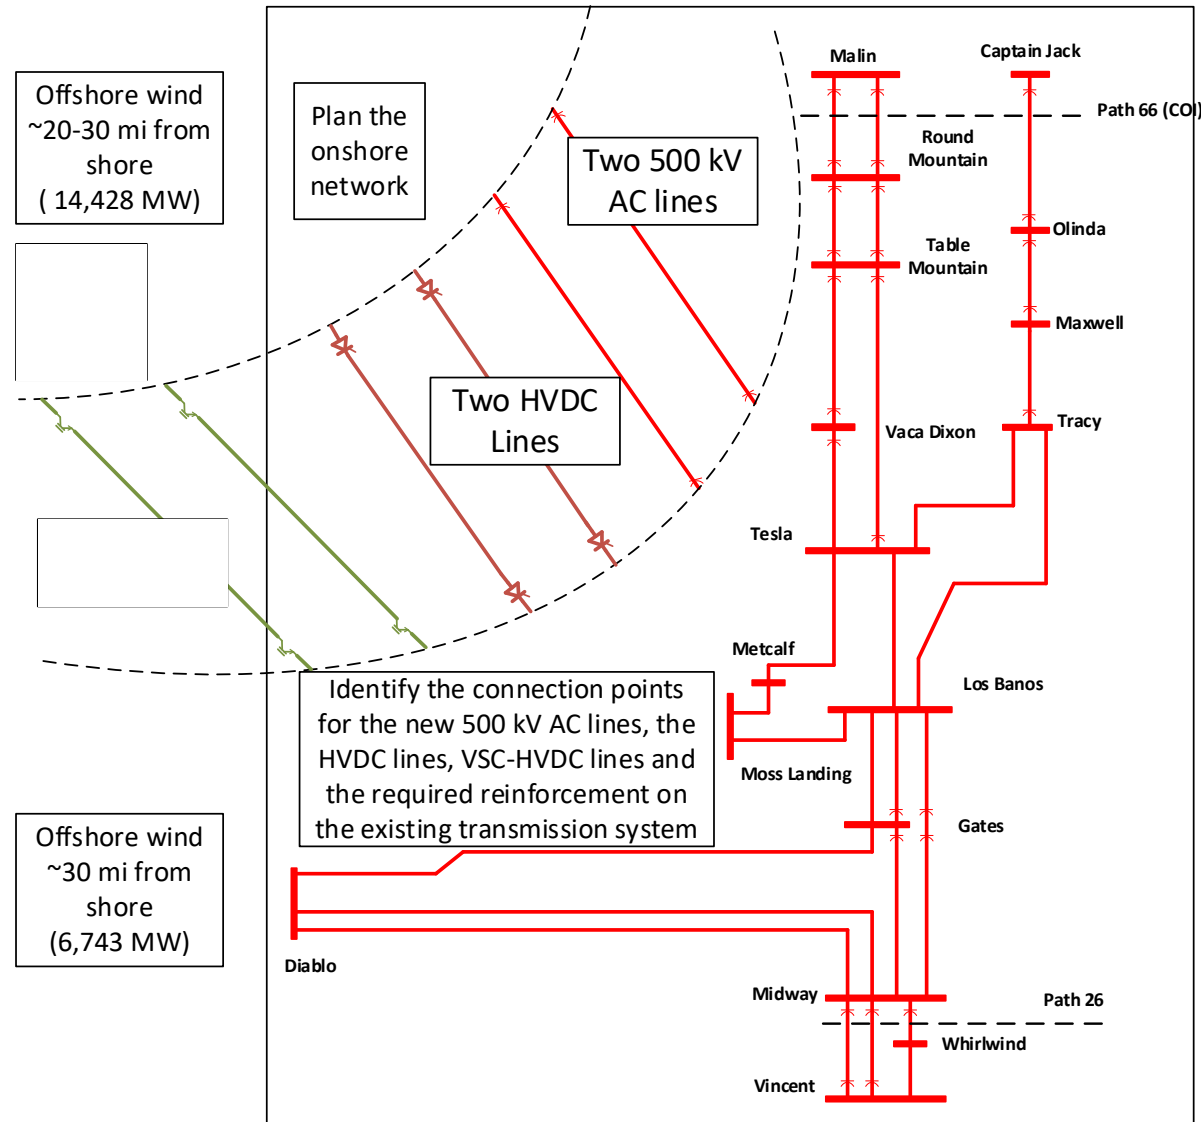 Offshore wind
~20-30 mi from
shore
( 14,428 MW)
Plan the
onshore
network
Two 500 kV
AC lines
Malin
Captain Jack
Path 66 (COI)
Round
Mountain
Olinda
Table
Mountain
Maxwell
Two HVDC
Lines
Vaca Dixon
Tracy
Tesla
Metcalf
Los Banos
Identify the connection points
for the new 500 kV AC lines, the
HVDC lines, VSC-HVDC lines and
the required reinforcement on
the existing transmission system
Moss Landing
Gates
Offshore wind
~30 mi from
shore
(6,743 MW)
Diablo
Midway
Path 26
Whirlwind
Vincent